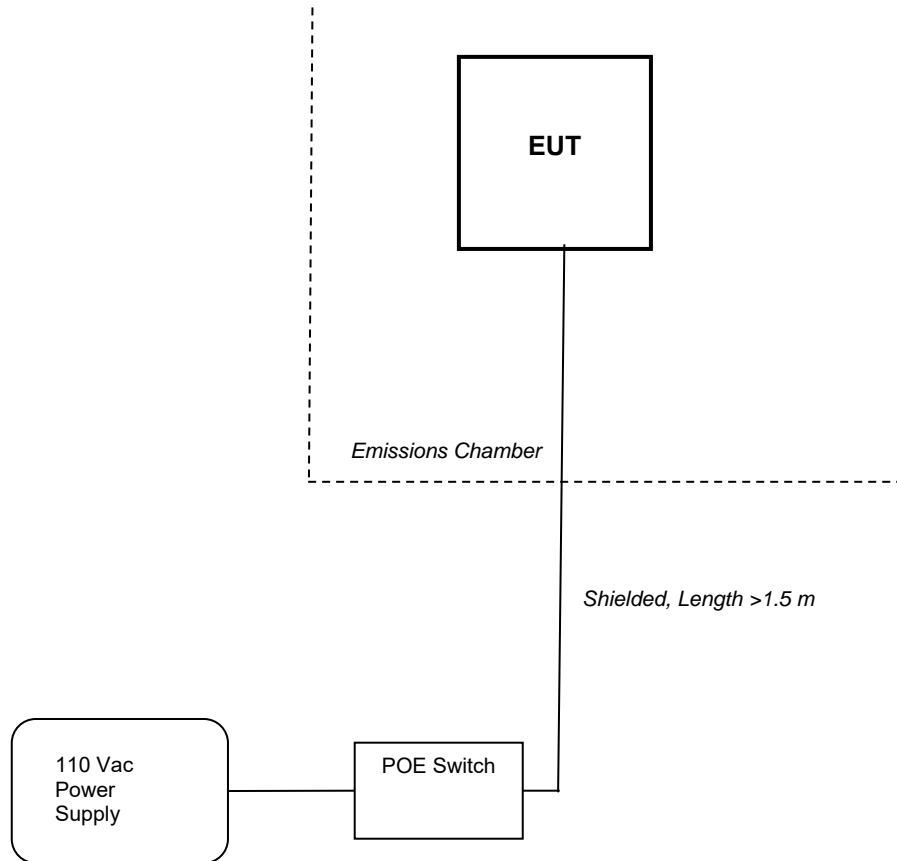 EUT
Emissions Chamber
Shielded, Length >1.5 m
110 Vac
Power
Supply
POE Switch